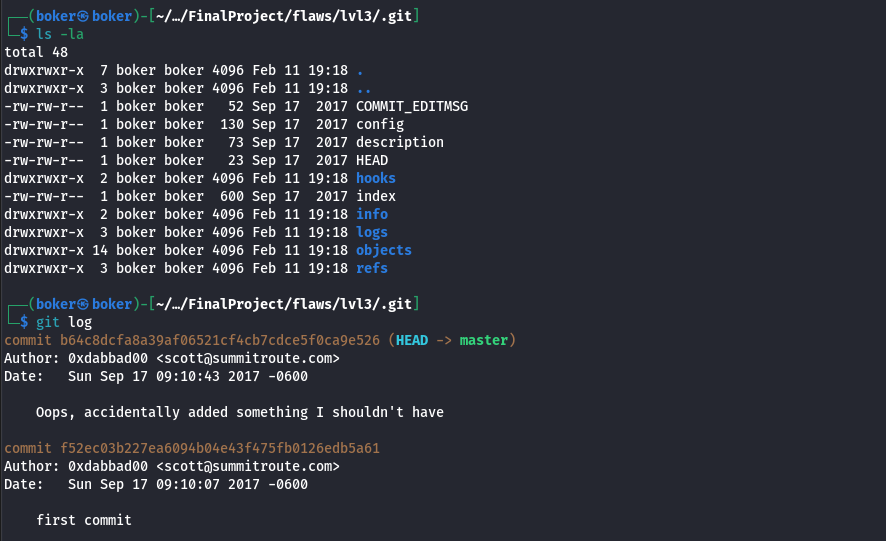 ┌──(boker㉿boker)-[~/…/FinalProject/flaws/lvl3/.git]
└─$ ls -la
total 48
drwxrwxr-x  7 boker boker 4096 Feb 11 19:18 .
drwxrwxr-x  3 boker boker 4096 Feb 11 19:18 ..
-rw-rw-r--  1 boker boker   52 Sep 17  2017 COMMIT_EDITMSG
-rw-rw-r--  1 boker boker  130 Sep 17  2017 config
-rw-rw-r--  1 boker boker   73 Sep 17  2017 description
-rw-rw-r--  1 boker boker   23 Sep 17  2017 HEAD
drwxrwxr-x  2 boker boker 4096 Feb 11 19:18 hooks
-rw-rw-r--  1 boker boker  600 Sep 17  2017 index
drwxrwxr-x  2 boker boker 4096 Feb 11 19:18 info
drwxrwxr-x  3 boker boker 4096 Feb 11 19:18 logs
drwxrwxr-x 14 boker boker 4096 Feb 11 19:18 objects
drwxrwxr-x  3 boker boker 4096 Feb 11 19:18 refs
┌──(boker㉿boker)-[~/…/FinalProject/flaws/lvl3/.git]
└─$ git log
commit b64c8dcfa8a39af06521cf4cb7cdce5f0ca9e526 (HEAD -> master)
Author: 0xdabbad00 <scott@summitroute.com>
Date:   Sun Sep 17 09:10:43 2017 -0600
    Oops, accidentally added something I shouldn't have
commit f52ec03b227ea6094b04e43f475fb0126edb5a61
Author: 0xdabbad00 <scott@summitroute.com>
Date:   Sun Sep 17 09:10:07 2017 -0600
    first commit